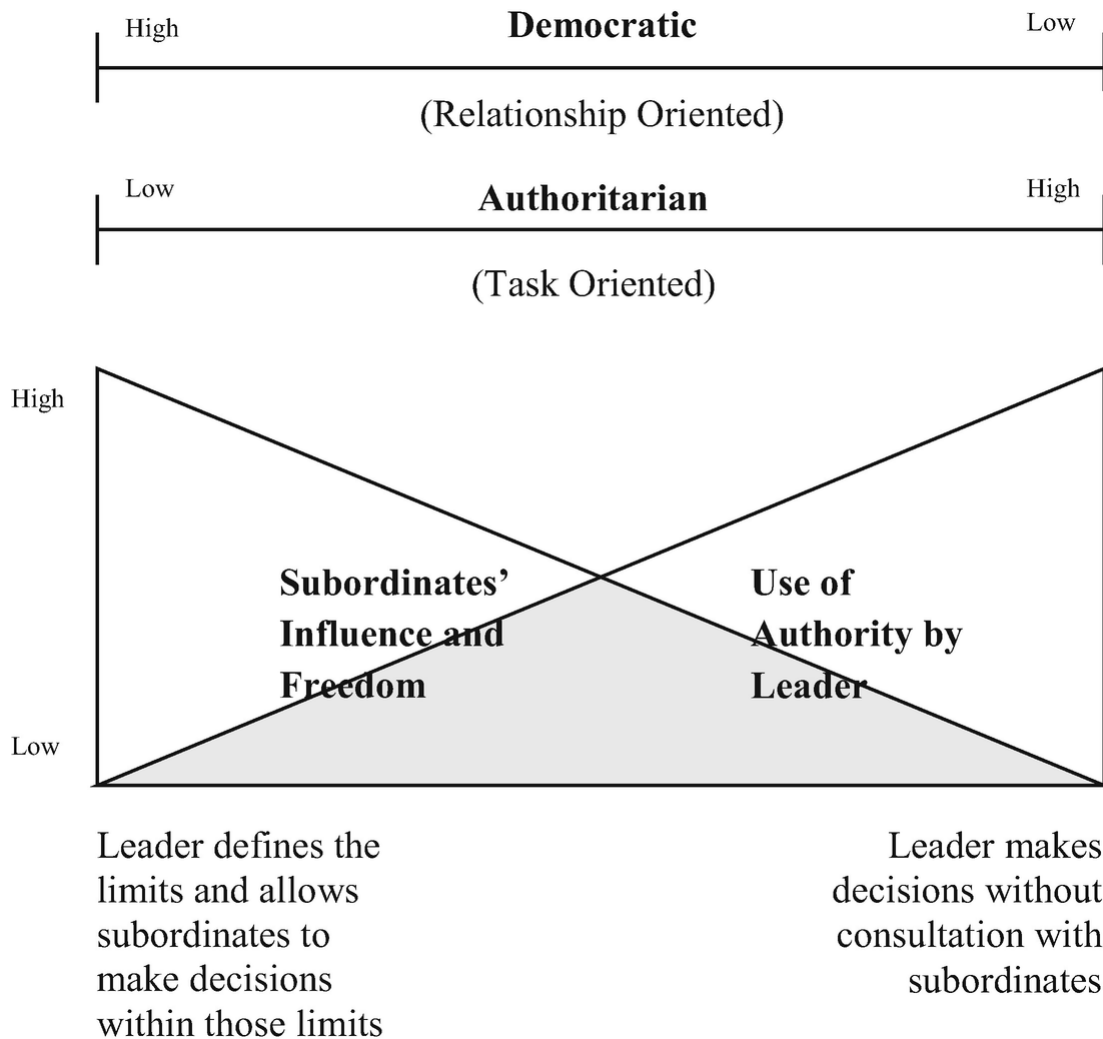 High
Democratic
Low
(Relationship Oriented)
Low
Authoritarian
High
(Task Oriented)
High
Subordinates’
Influence and
Freedom
Use of
Authority by
Leader
Low
Leader defines the
limits and allows
subordinates to
make decisions
within those limits
Leader makes
decisions without
consultation with
subordinates